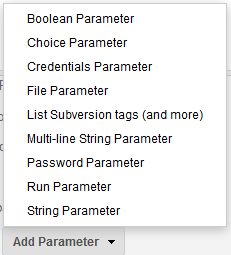 Boolean Parameter
Choice Parameter
Credentials Parameter
File Parameter
List Subversion tags (and more)
Multi-line String Parameter
Password Parameter
Run Parameter
String Parameter
Add Parameter